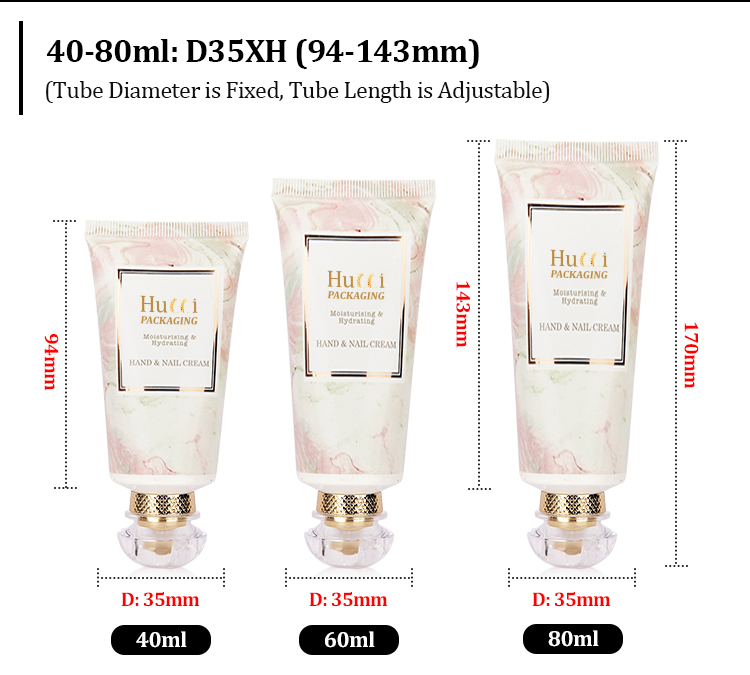 40-80ml: D35XH (94-143mm)
(Tube Diameter is Fixed, Tube Length is Adjustable)
94mm
Hucci
PACKAGING
Moisturising &
Hydrating
HAND & NAIL CREAM
Hucci
PACKAGING
Moisturising &
Hydrating
HAND & NAIL CREAM
143mm
Hucci
PACKAGING
Moisturising &
Hydrating
HAND & NAIL CREAM
170mm
D: 35mm
D: 35mm
D: 35mm
40ml
60ml
80ml